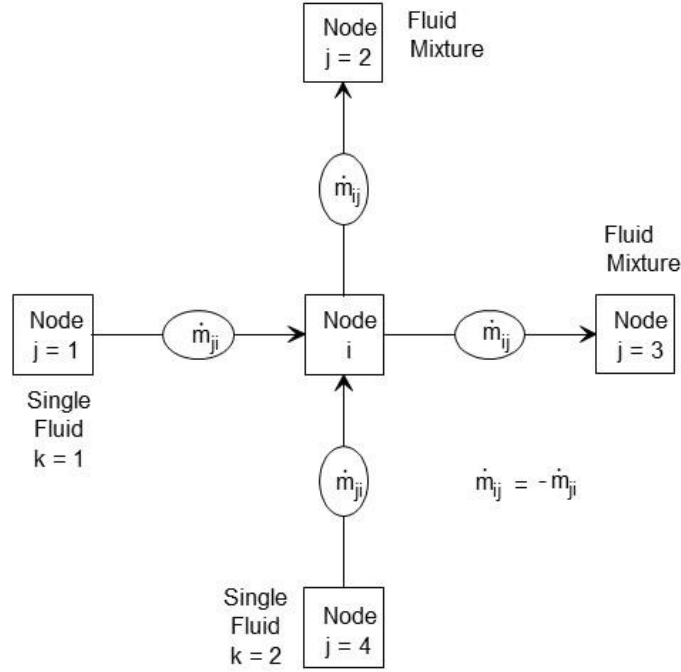 Node
j = 2
Fluid
Mixture
ṁij
Fluid
Mixture
Node
j = 1
ṁji
Node
i
ṁij
Node
j = 3
Single
Fluid
k = 1
ṁji
ṁij = -ṁji
Single
Fluid
k = 2
Node
j = 4